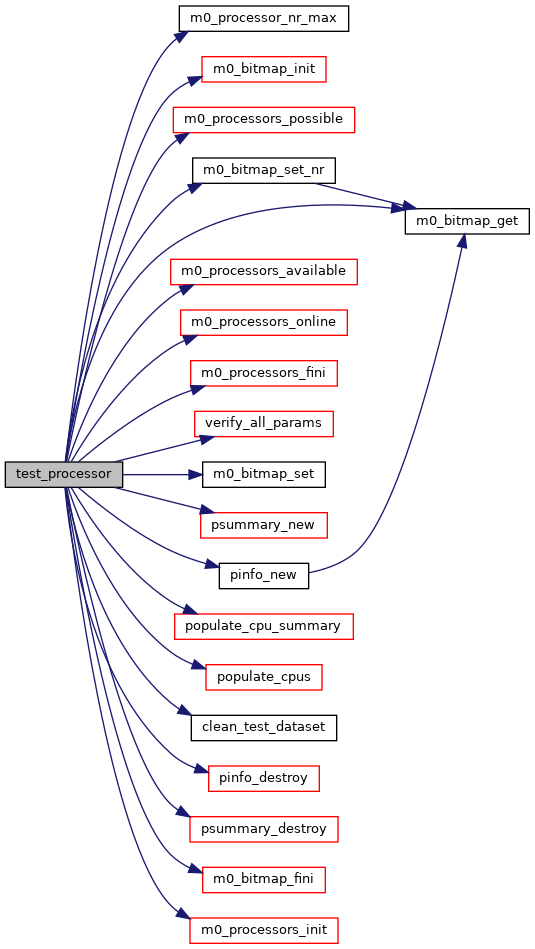 m0_processor_nr_max
m0_bitmap_init
m0_processors_possible
m0_bitmap_set_nr
m0_bitmap_get
m0_processors_available
m0_processors_online
m0_processors_fini
verify_all_params
test_processor
m0_bitmap_set
psummary_new
pinfo_new
populate_cpu_summary
populate_cpus
clean_test_dataset
pinfo_destroy
psummary_destroy
m0_bitmap_fini
m0_processors_init